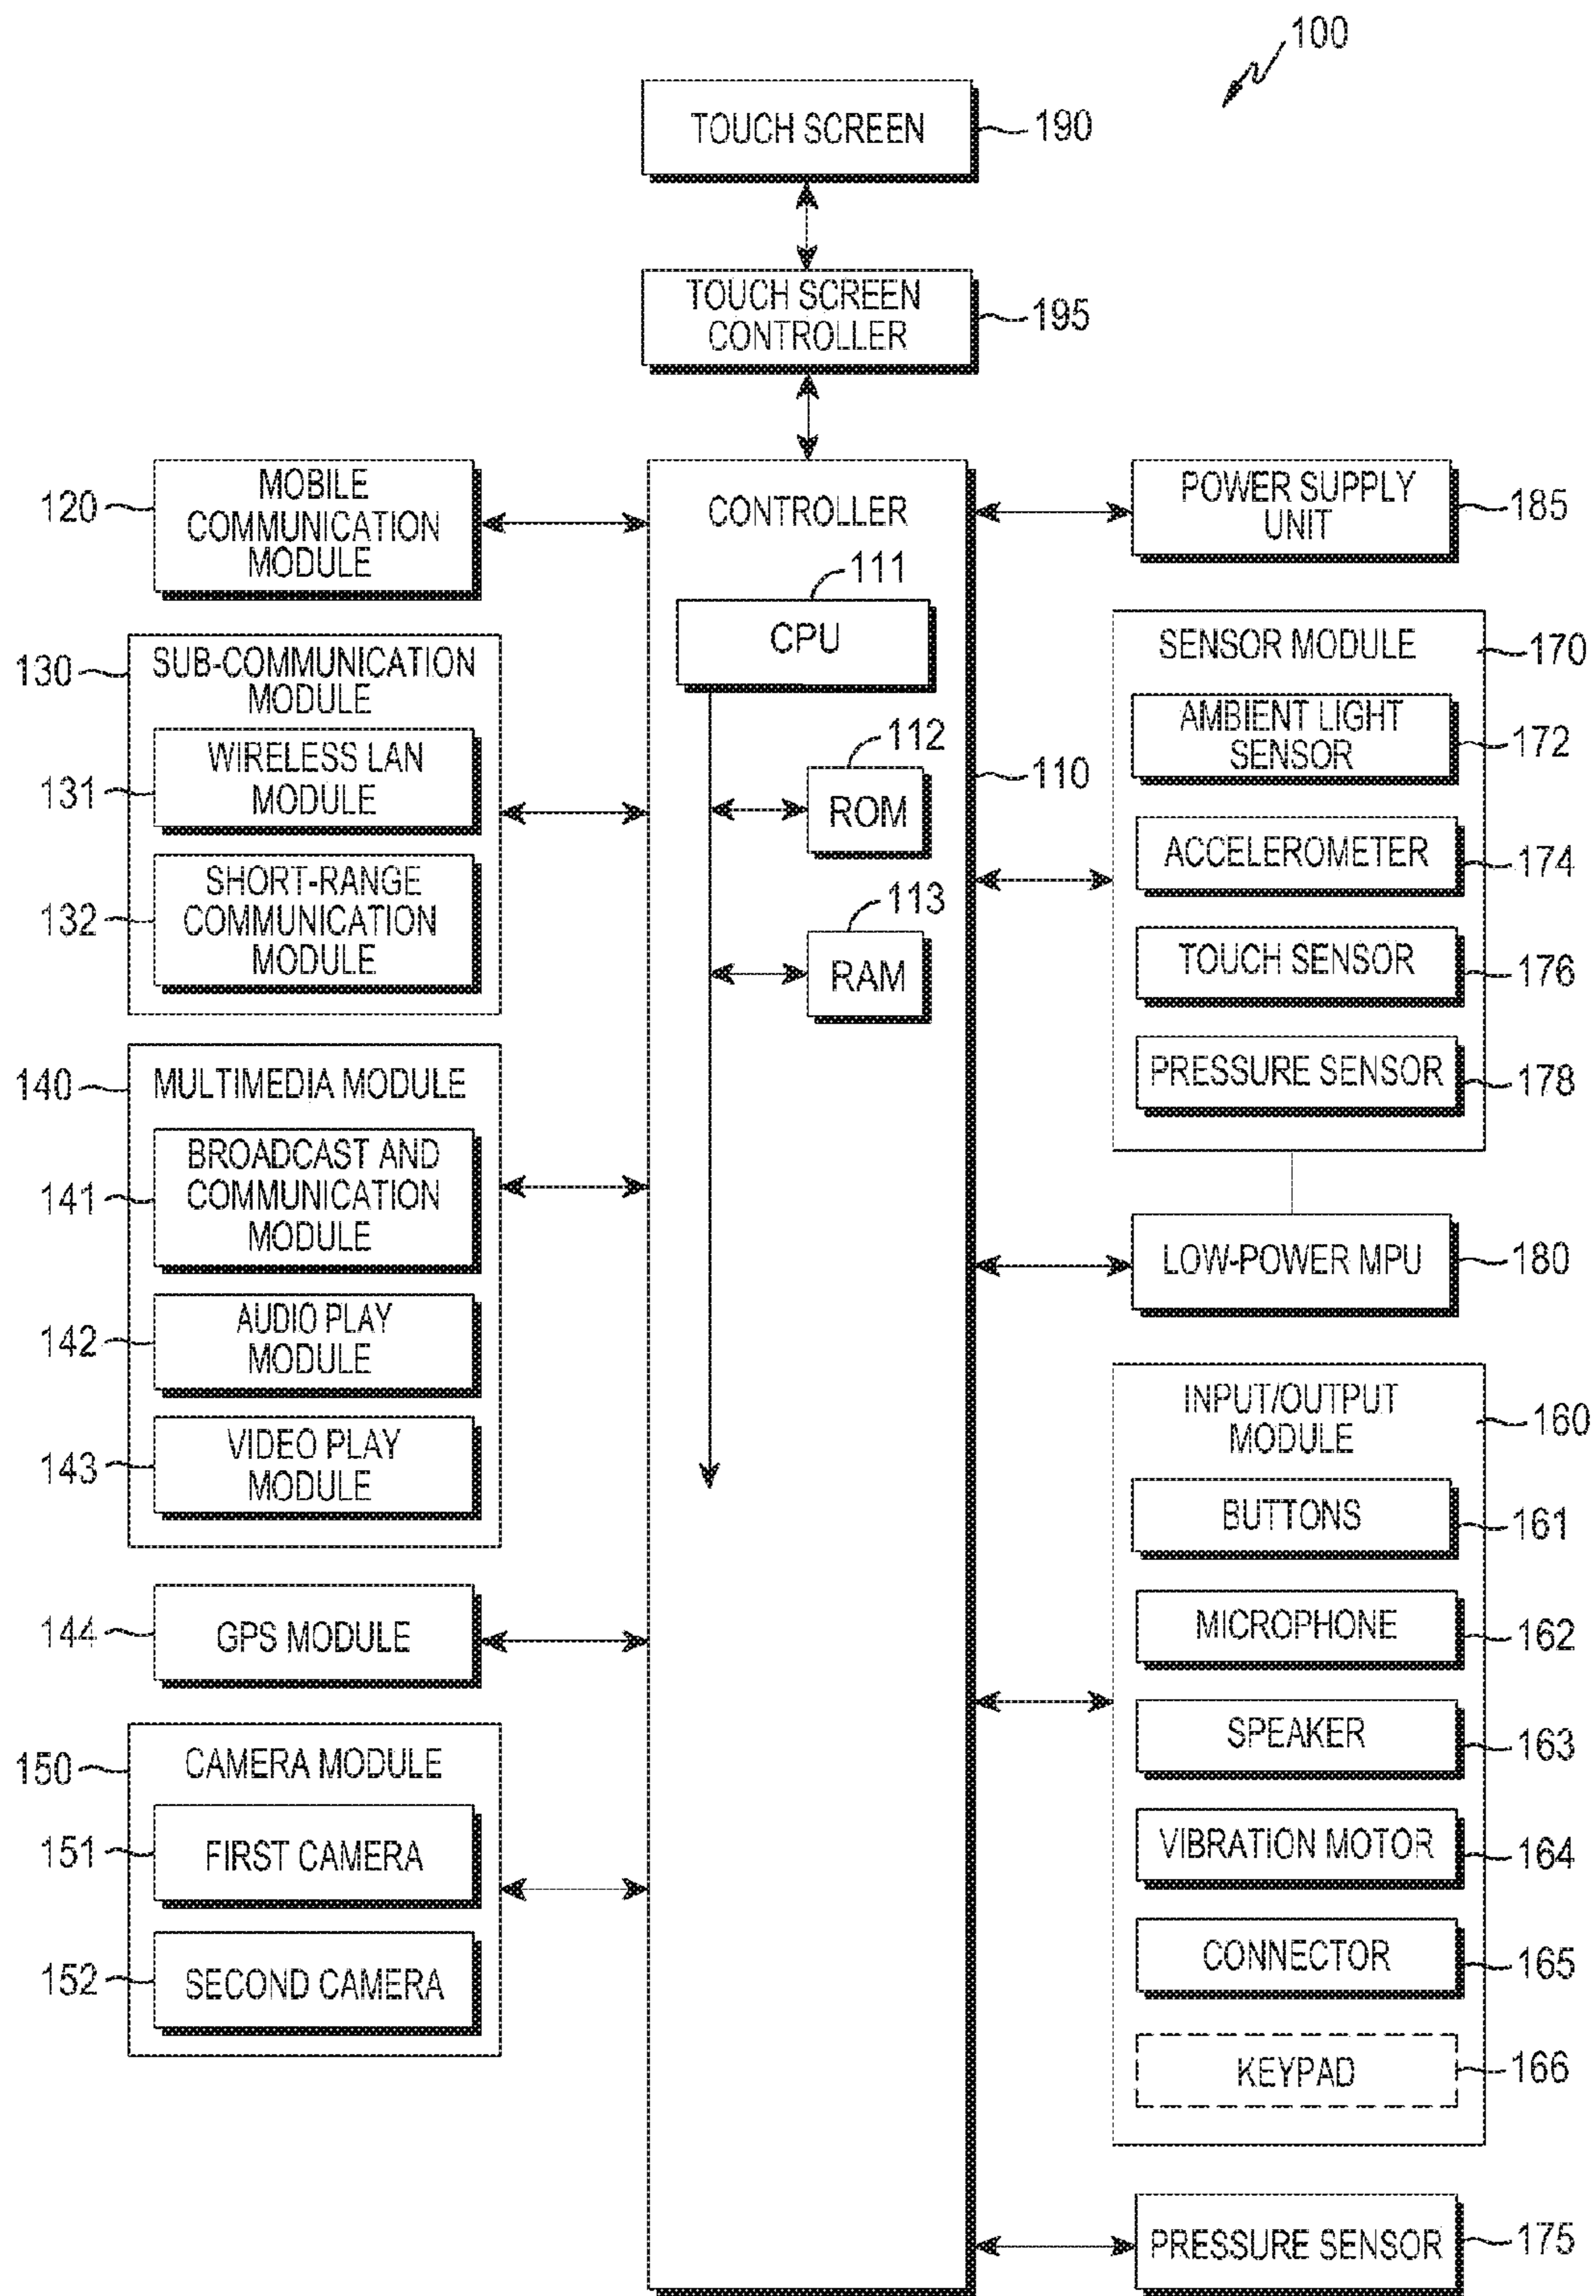 100
TOUCH SCREEN
190
TOUCH SCREEN
CONTROLLER
195
120
MOBILE
COMMUNICATION
MODULE
130
SUB-COMMUNICATION
MODULE
131
WIRELESS LAN
MODULE
132
SHORT-RANGE
COMMUNICATION
MODULE
140
MULTIMEDIA MODULE
141
BROADCAST AND
COMMUNICATION
MODULE
142
AUDIO PLAY
MODULE
143
VIDEO PLAY
MODULE
144
GPS MODULE
150
CAMERA MODULE
151
FIRST CAMERA
152
SECOND CAMERA
CONTROLLER
110
111
CPU
112
ROM
113
RAM
POWER SUPPLY
UNIT
185
SENSOR MODULE
170
AMBIENT LIGHT
SENSOR
172
ACCELEROMETER
174
TOUCH SENSOR
176
PRESSURE SENSOR
178
LOW-POWER MPU
180
INPUT/OUTPUT
MODULE
160
BUTTONS
161
MICROPHONE
162
SPEAKER
163
VIBRATION MOTOR
164
CONNECTOR
165
KEYPAD
166
PRESSURE SENSOR
175